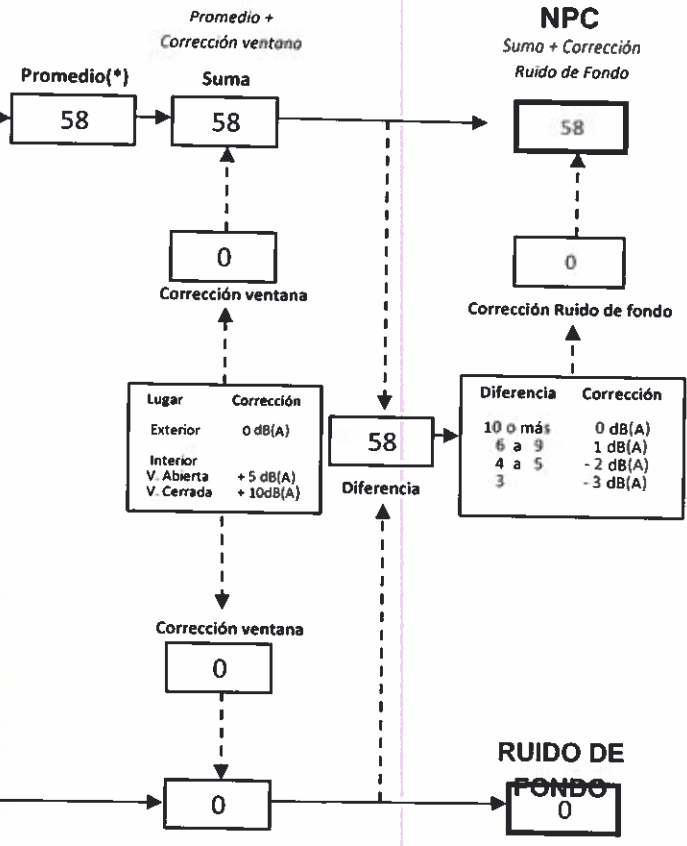 Promedio +
Corrección ventana
NPC
Suma + Corrección
Ruido de Fondo
Promedio(*)
Suma
58
58
58
0
Corrección ventana
0
Corrección Ruido de fondo
Lugar Corrección
Exterior 0 dB(A)
Interior
V. Abierta + 5 dB(A)
V. Cerrada + 10dB(A)
58
Diferencia
Diferencia Corrección
10 o más 0 dB(A)
6 a 9 1 dB(A)
4 a 5 - 2 dB(A)
3 - 3 dB(A)
Corrección ventana
0
0
RUIDO DE
FONDO
0